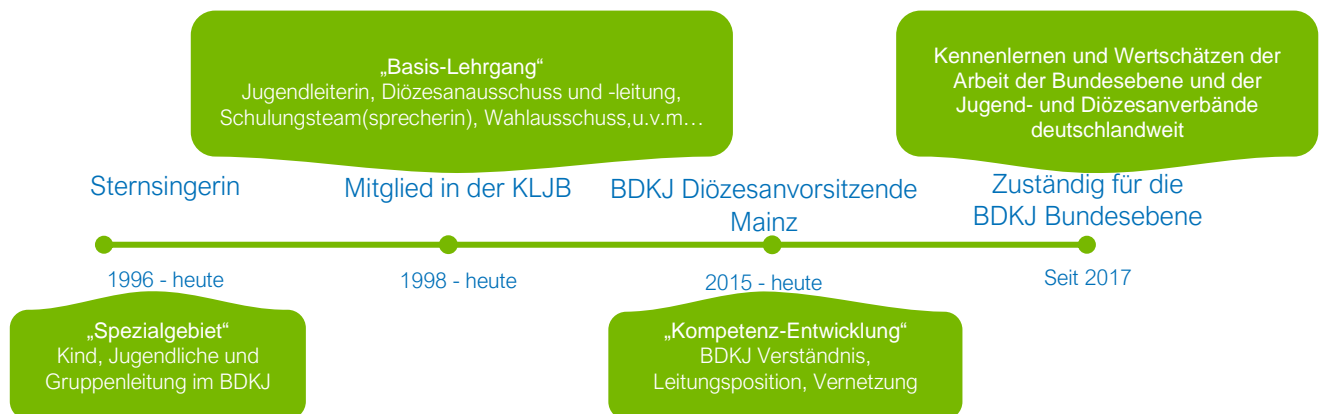 „Basis-Lehrgang“
Jugendleiterin, Diözesanausschuss und -leitung,
Schulungsteam(sprecherin), Wahlausschuss,u.v.m…
Kennenlernen und Wertschätzen der
Arbeit der Bundesebene und der
Jugend- und Diözesanverbände
deutschlandweit
Sternsingerin
Mitglied in der KLJB
BDKJ Diözesanvorsitzende
Mainz
Zuständig für die
BDKJ Bundesebene
1996 - heute
1998 - heute
2015 - heute
Seit 2017
„Spezialgebiet“
Kind, Jugendliche und
Gruppenleitung im BDKJ
„Kompetenz-Entwicklung“
BDKJ Verständnis,
Leitungsposition, Vernetzung